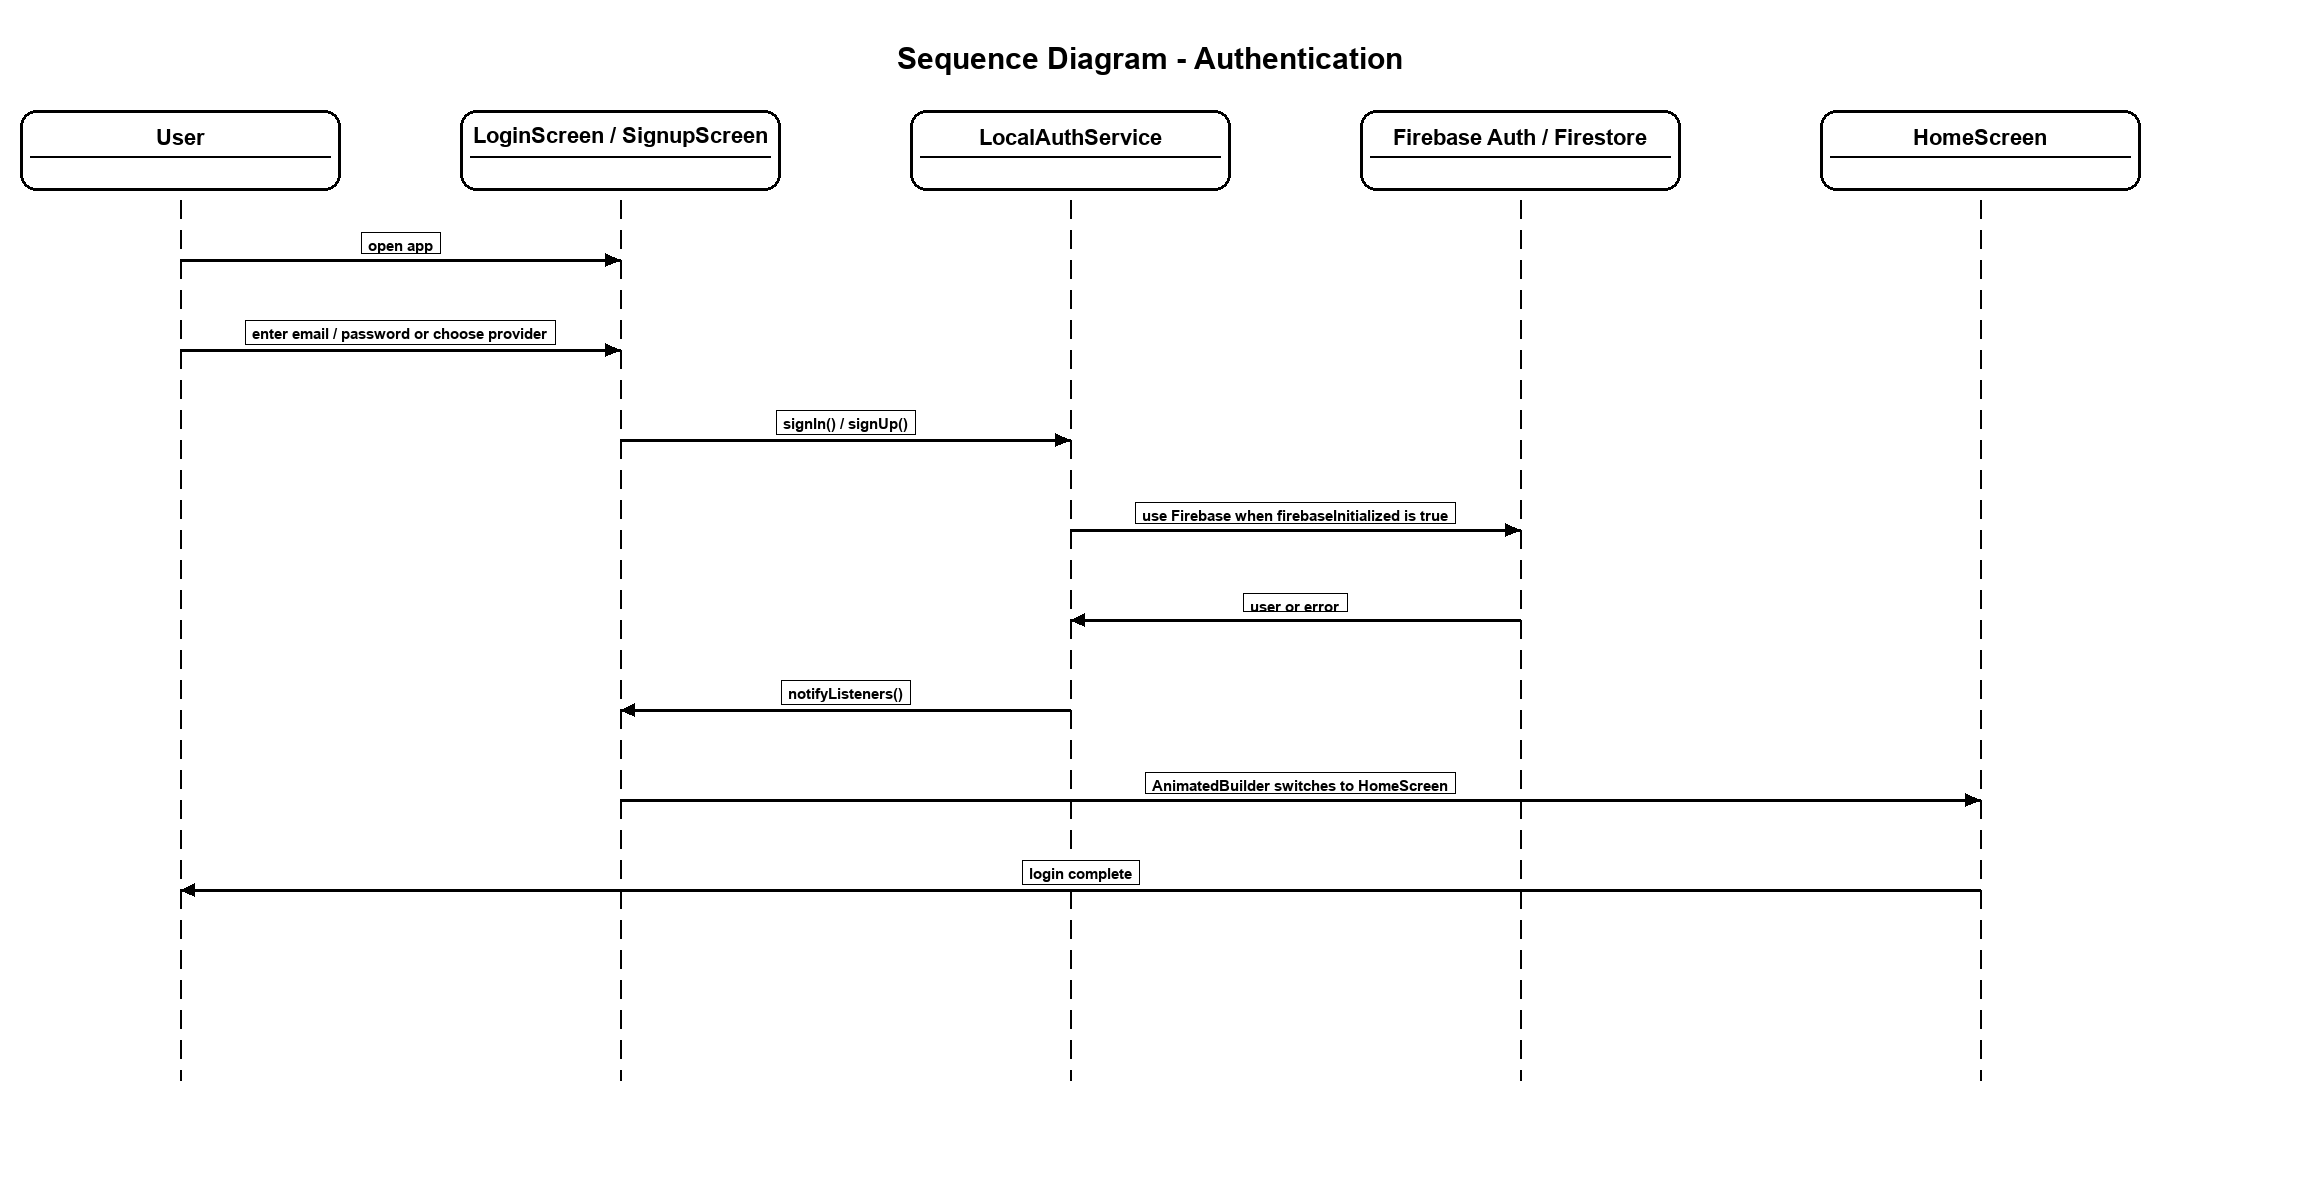 Sequence Diagram - Authentication
User
LoginScreen / SignupScreen
LocalAuthService
Firebase Auth / Firestore
HomeScreen
open app
enter email / password or choose provider
signIn() / signUp()
use Firebase when firebaseInitialized is true
user or error
notifyListeners()
AnimatedBuilder switches to HomeScreen
login complete